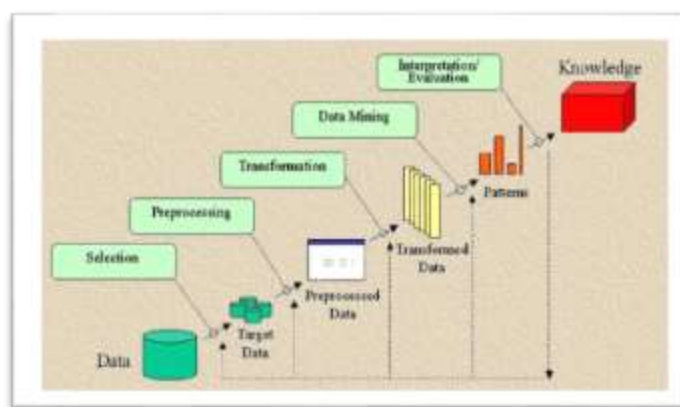 Interpretation/
Evaluation
Knowledge
Data Mining
Transformation
Patterns
Preprocessing
Transformed
Data
Selection
Preprocessed
Data
Target
Data
Data